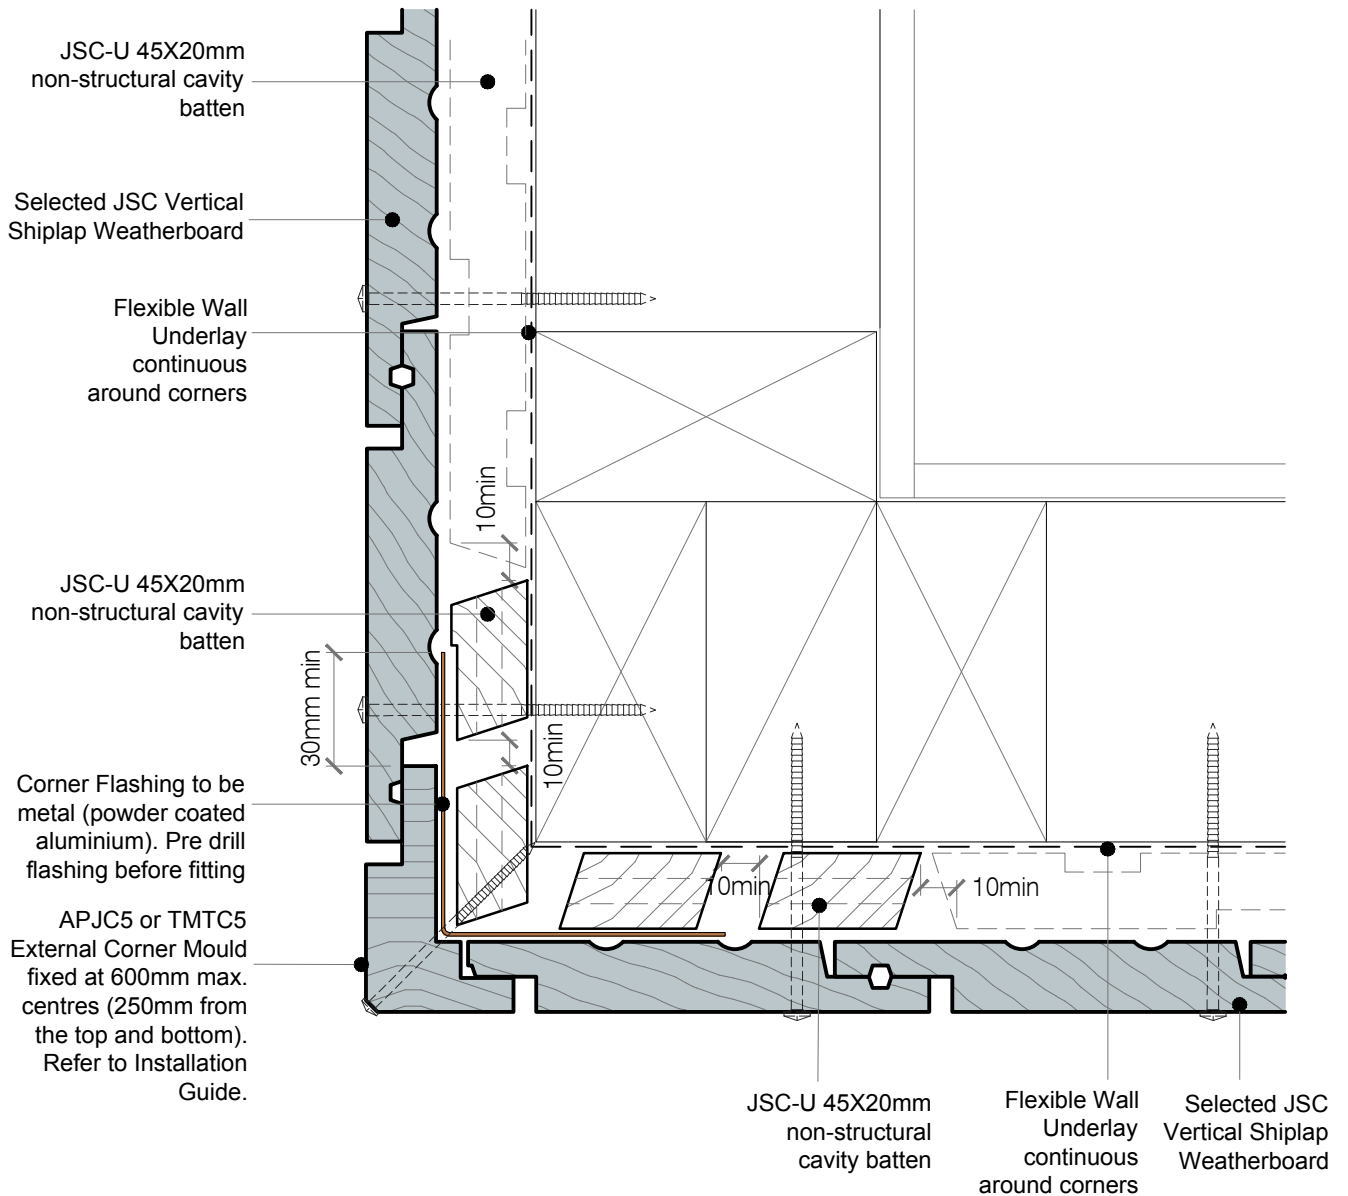 JSC-U 45X20mm
non-structural cavity
batten
Selected JSC Vertical
Shiplap Weatherboard
Flexible Wall
Underlay
continuous
around corners
10min
JSC-U 45X20mm
non-structural cavity
batten
30mm min
10min
Corner Flashing to be
metal (powder coated
aluminium). Pre drill
flashing before fitting
10min
10min
APJC5 or TMTC5
External Corner Mould
fixed at 600mm max.
centres (250mm from
the top and bottom).
Refer to Installation
Guide.
JSC-U 45X20mm
non-structural
cavity batten
Flexible Wall
Underlay
continuous
around corners
Selected JSC
Vertical Shiplap
Weatherboard